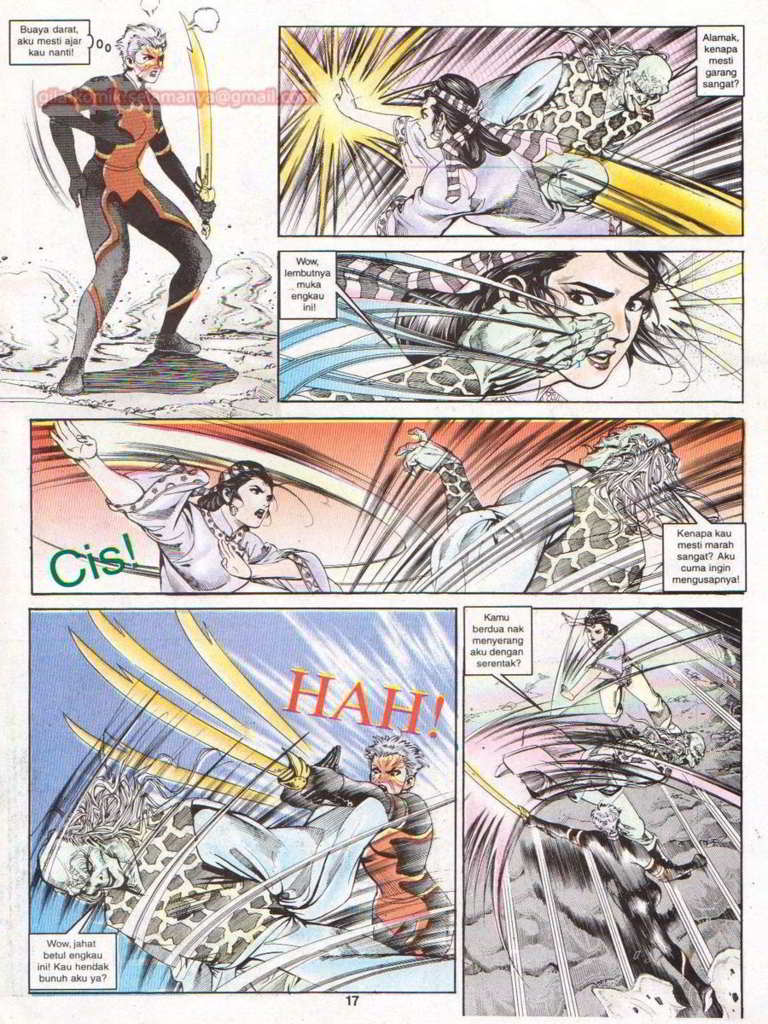 Buaya darat,
aku mesti ajar
kau nanti!
Alamak,
kenapa
mesti
garang
sangat?
Wow,
lembutnya
muka
engkau
ini!
Cis!
Kenapa kau
mesti marah
sangat? Aku
cuma ingin
mengusapnya!
HAH!
Wow, jahat
betul engkau
ini! Kau hendak
bunuh aku ya?
Kamu
berdua nak
menyerang
aku dengan
serentak?
17